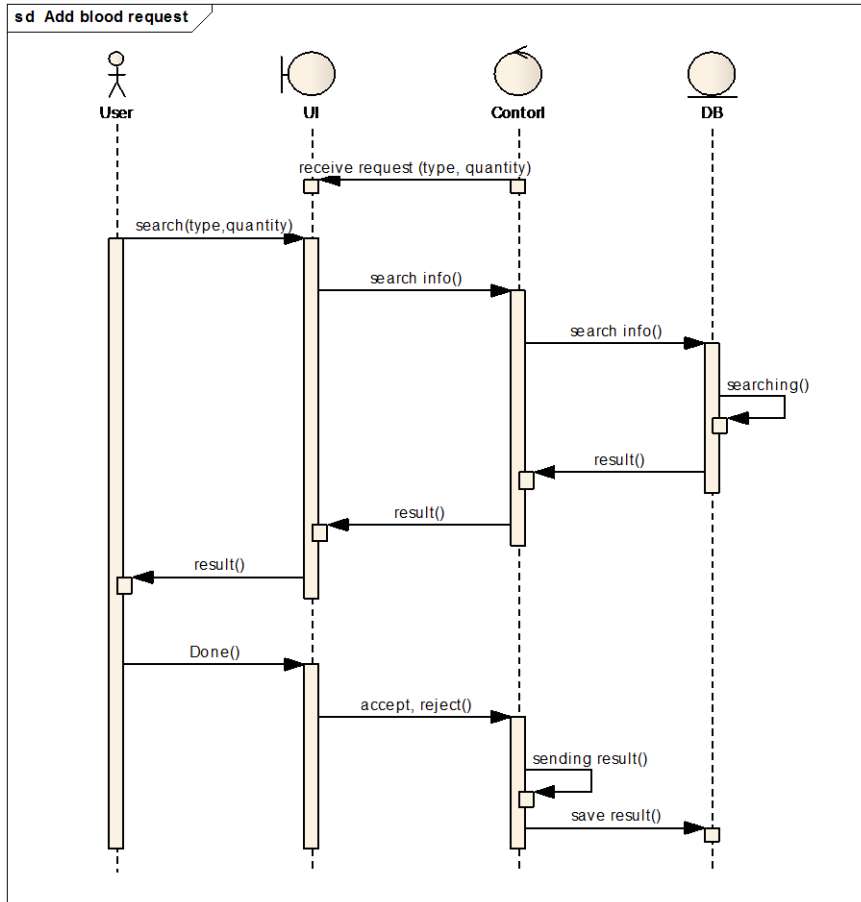 sd Add blood request
User
UI
Contorl
DB
receive request (type, quantity)
search(type,quantity)
search info()
search info()
searching()
result()
result()
result()
Done()
accept, reject()
sending result()
save result()